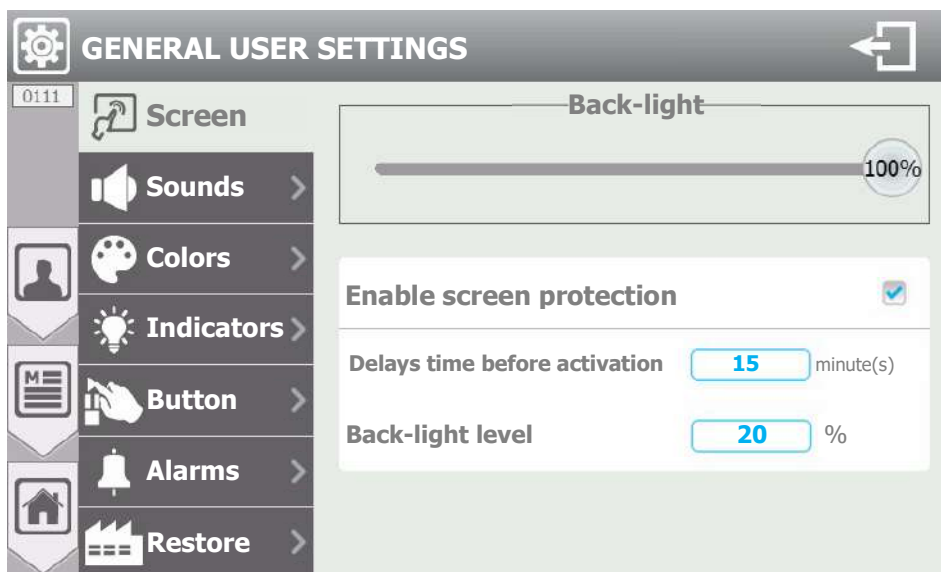 GENERAL USER SETTINGS
0111
Screen
Sounds
Colors
Indicators
Button
Alarms
Restore
Back-light
100%
Enable screen protection
Delays time before activation 15 minute(s)
Back-light level 20 %
M